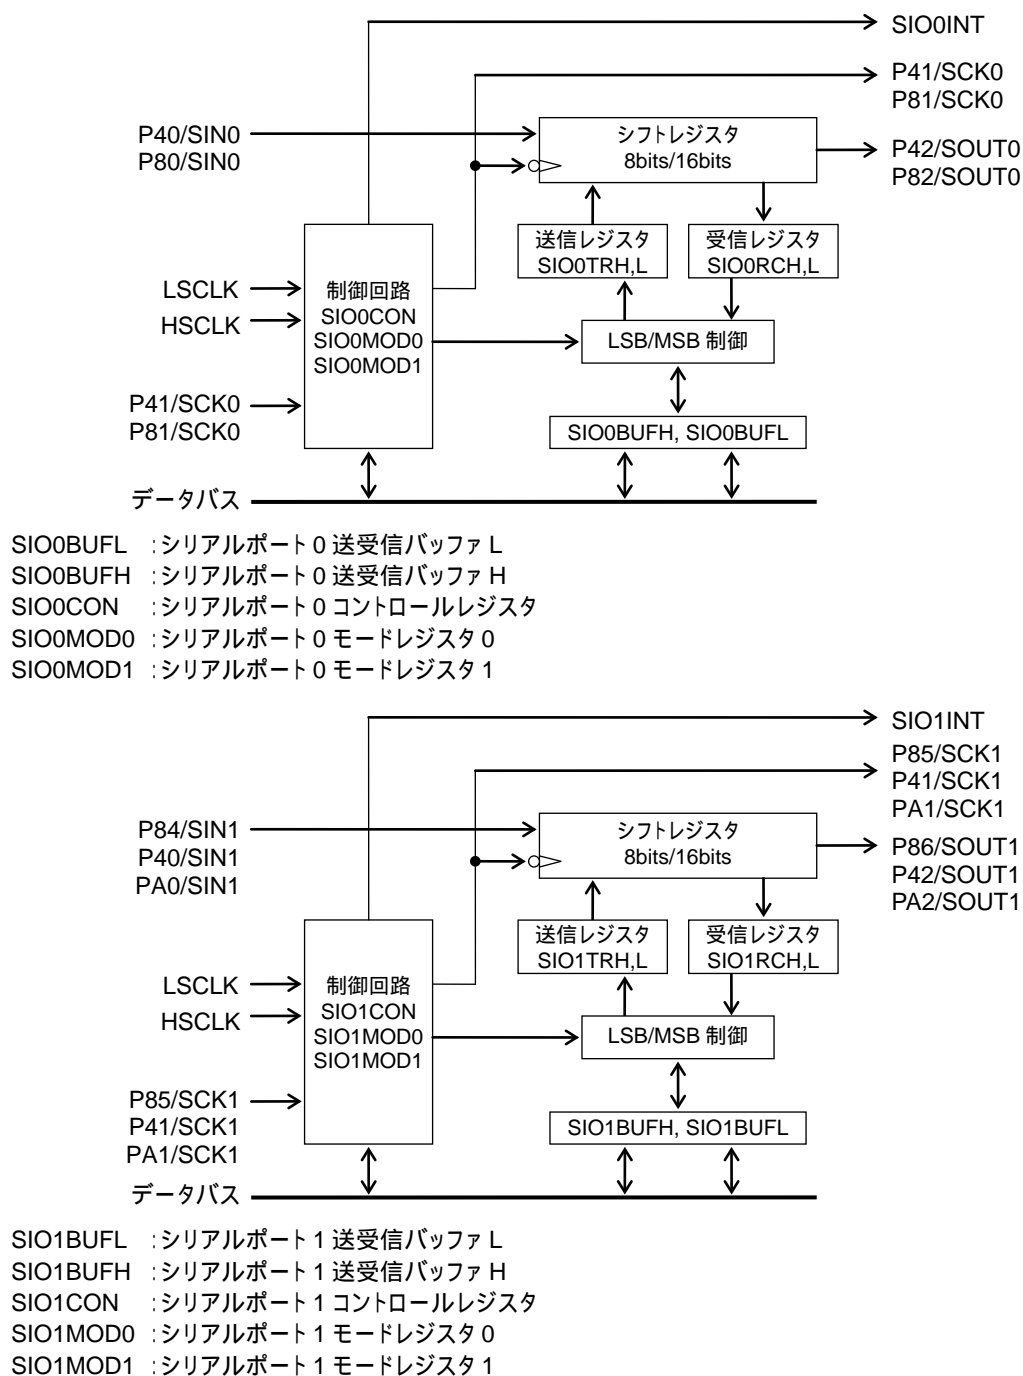 SIO0INT
P41/SCK0
P81/SCK0
P40/SIN0
P80/SIN0
シフトレジスタ
8bits/16bits
P42/SOUT0
P82/SOUT0
送信レジスタ
SIO0TRH,L
受信レジスタ
SIO0RCH,L
LSCLK
HSCLK
制御回路
SIO0CON
SIO0MOD0
SIO0MOD1
LSB/MSB 制御
P41/SCK0
P81/SCK0
SIO0BUFH, SIO0BUFL
データバス
SIO0BUFL :シリアルポート 0 送受信バッファ L
SIO0BUFH :シリアルポート 0 送受信バッファ H
SIO0CON :シリアルポート 0 コントロールレジスタ
SIO0MOD0 :シリアルポート 0 モードレジスタ 0
SIO0MOD1 :シリアルポート 0 モードレジスタ 1
SIO1INT
P85/SCK1
P41/SCK1
PA1/SCK1
P84/SIN1
P40/SIN1
PA0/SIN1
シフトレジスタ
8bits/16bits
P86/SOUT1
P42/SOUT1
PA2/SOUT1
送信レジスタ
SIO1TRH,L
受信レジスタ
SIO1RCH,L
LSCLK
HSCLK
制御回路
SIO1CON
SIO1MOD0
SIO1MOD1
LSB/MSB 制御
P85/SCK1
P41/SCK1
PA1/SCK1
SIO1BUFH, SIO1BUFL
データバス
SIO1BUFL :シリアルポート 1 送受信バッファ L
SIO1BUFH :シリアルポート 1 送受信バッファ H
SIO1CON :シリアルポート 1 コントロールレジスタ
SIO1MOD0 :シリアルポート 1 モードレジスタ 0
SIO1MOD1 :シリアルポート 1 モードレジスタ 1